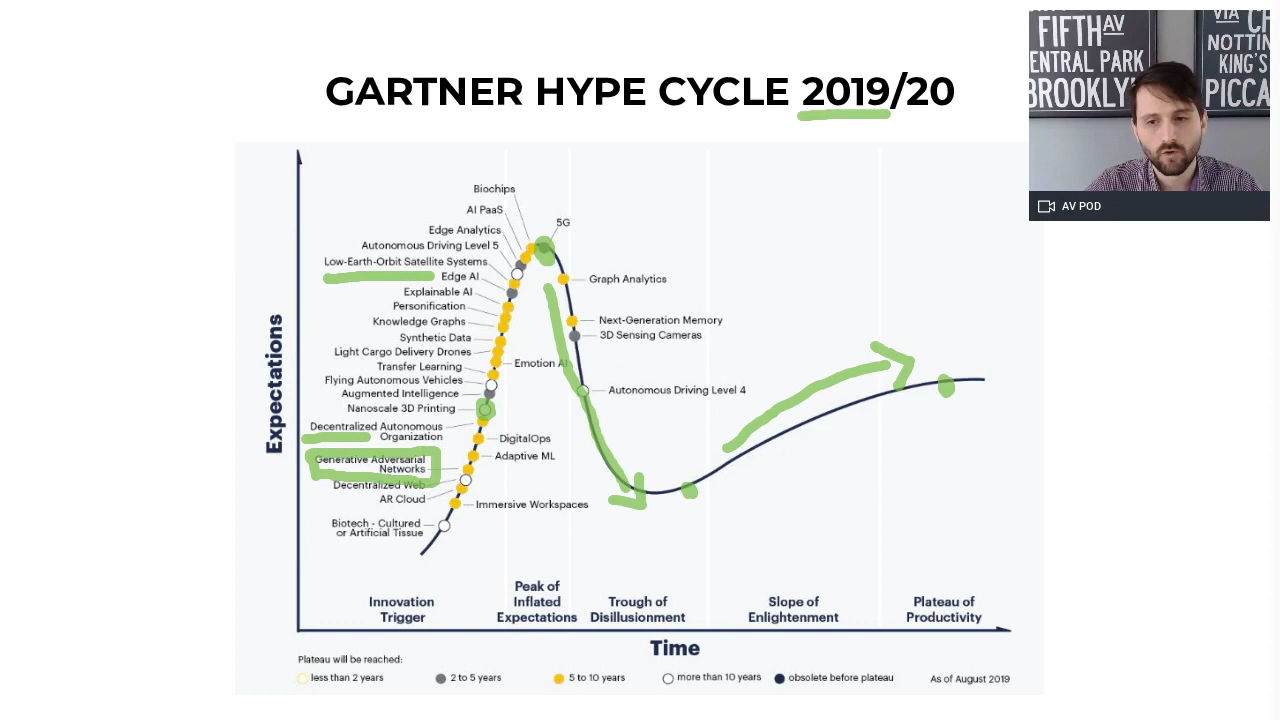 GARTNER HYPE CYCLE 2019/20
FIFTH AV
CENTRAL PARK
BROOKLY
VIA
NOTTIN
KING'S
PICCA
AV POD
Expectations
Biochips
AI PaaS
5G
Edge Analytics
Autonomous Driving Level 5
Low-Earth-Orbit Satellite Systems
Edge AI
Graph Analytics
Explainable AI
Personification
Knowledge Graphs
Next-Generation Memory
3D Sensing Cameras
Synthetic Data
Light Cargo Delivery Drones
Transfer Learning
Emotion AI
Flying Autonomous Vehicles
Augmented Intelligence
Autonomous Driving Level 4
Nanoscale 3D Printing
Decentralized Autonomous
Organization
DigitalOps
Generative Adversarial
Networks
Adaptive ML
Decentralized Web
AR Cloud
Immersive Workspaces
Biotech - Cultured
or Artificial Tissue
Innovation
Trigger
Peak of
Inflated
Expectations
Trough of
Disillusionment
Slope of
Enlightenment
Plateau of
Productivity
Time
Plateau will be reached:
less than 2 years
2 to 5 years
5 to 10 years
more than 10 years
obsolete before plateau
As of August 2019